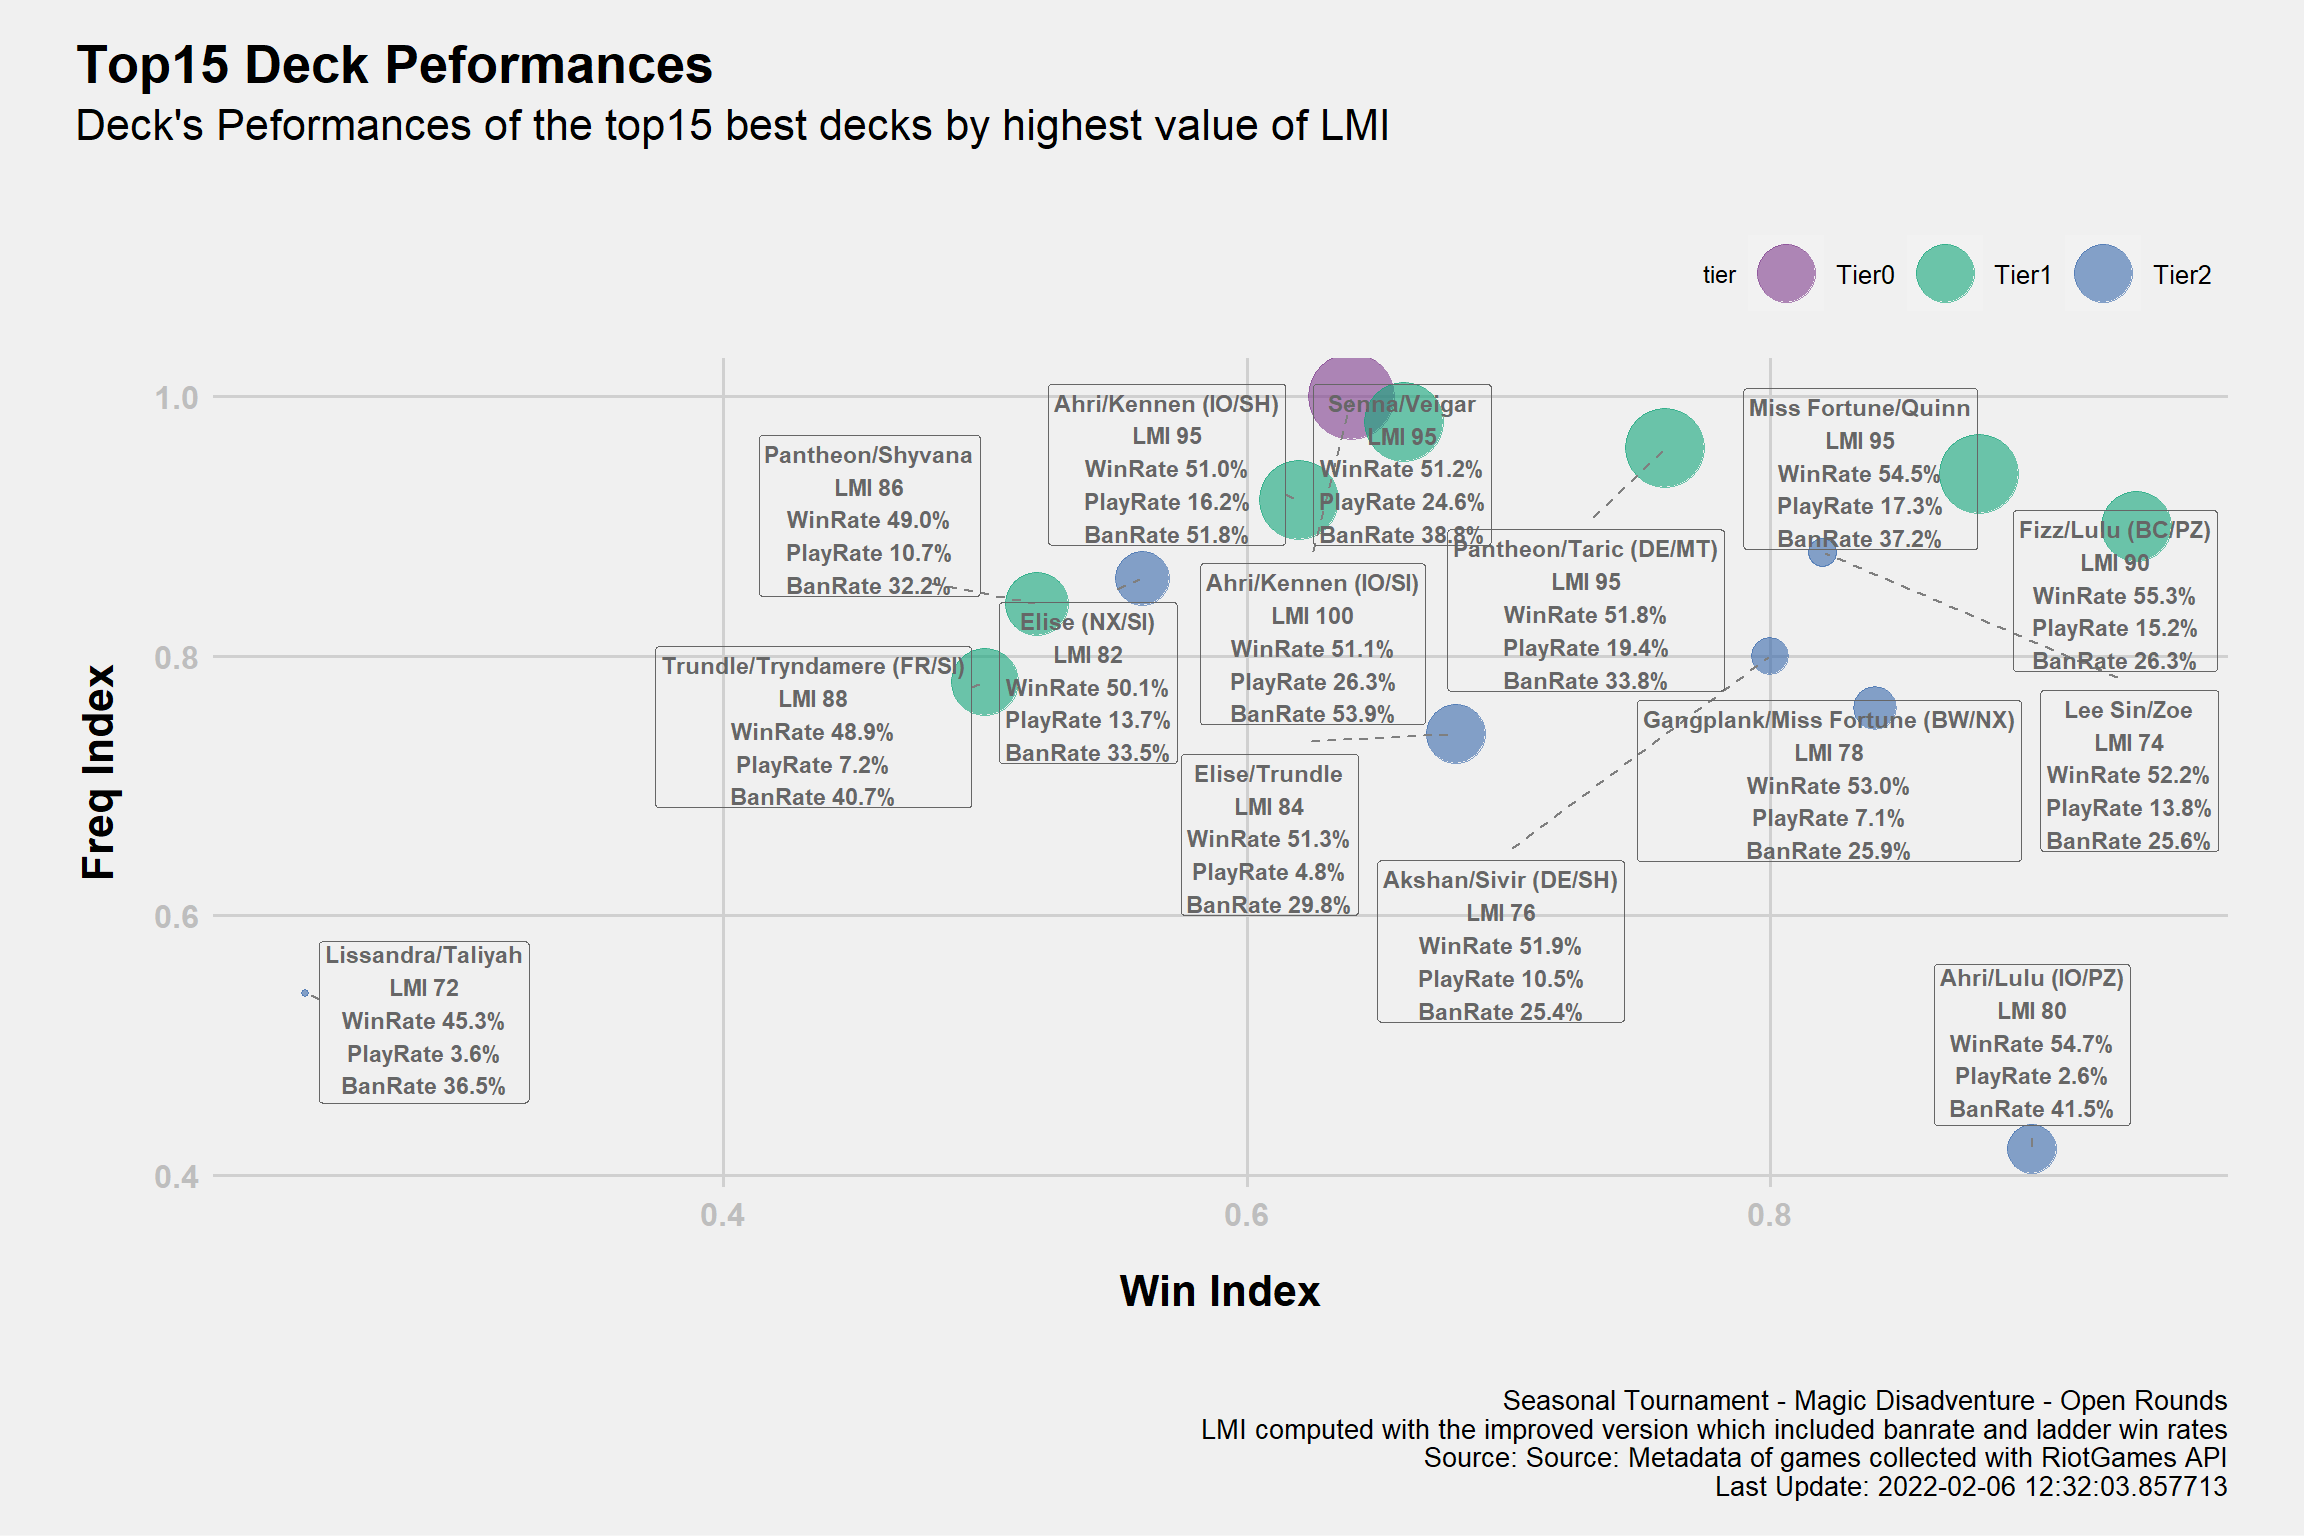 Top15 Deck Peformances
Deck's Peformances of the top15 best decks by highest value of LMI
tier
Tier0
Tier1
Tier2
Freq Index
1.0
0.8
0.6
0.4
Ahri/Kennen (IO/SH)
LMI 95
WinRate 51.0%
PlayRate 16.2%
BanRate 51.8%
Senna/Veigar
LMI 95
WinRate 51.2%
PlayRate 24.6%
BanRate 38.8%
Miss Fortune/Quinn
LMI 95
WinRate 54.5%
PlayRate 17.3%
BanRate 37.2%
Pantheon/Shyvana
LMI 86
WinRate 49.0%
PlayRate 10.7%
BanRate 32.2%
Fizz/Lulu (BC/PZ)
LMI 90
WinRate 55.3%
PlayRate 15.2%
BanRate 26.3%
Pantheon/Taric (DE/MT)
LMI 95
WinRate 51.8%
PlayRate 19.4%
BanRate 33.8%
Ahri/Kennen (IO/SI)
LMI 100
WinRate 51.1%
PlayRate 26.3%
BanRate 53.9%
Elise (NX/SI)
LMI 82
WinRate 50.1%
PlayRate 13.7%
BanRate 33.5%
Trundle/Tryndamere (FR/SI)
LMI 88
WinRate 48.9%
PlayRate 7.2%
BanRate 40.7%
Lee Sin/Zoe
LMI 74
WinRate 52.2%
PlayRate 13.8%
BanRate 25.6%
Gangplank/Miss Fortune (BW/NX)
LMI 78
WinRate 53.0%
PlayRate 7.1%
BanRate 25.9%
Elise/Trundle
LMI 84
WinRate 51.3%
PlayRate 4.8%
BanRate 29.8%
Akshan/Sivir (DE/SH)
LMI 76
WinRate 51.9%
PlayRate 10.5%
BanRate 25.4%
Lissandra/Taliyah
LMI 72
WinRate 45.3%
PlayRate 3.6%
BanRate 36.5%
Ahri/Lulu (IO/PZ)
LMI 80
WinRate 54.7%
PlayRate 2.6%
BanRate 41.5%
0.4
0.6
0.8
Win Index
Seasonal Tournament - Magic Disadventure - Open Rounds
LMI computed with the improved version which included banrate and ladder win rates
Source: Source: Metadata of games collected with RiotGames API
Last Update: 2022-02-06 12:32:03.857713